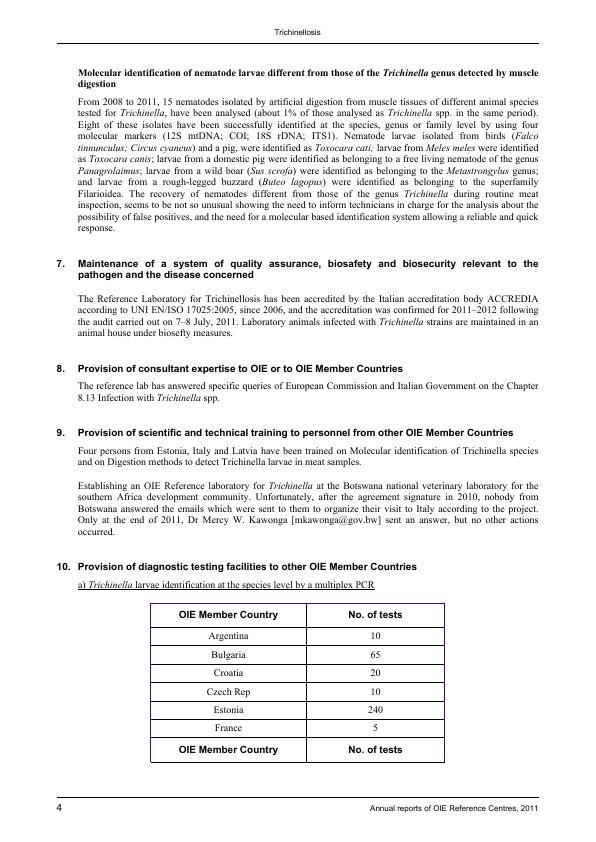 Trichinellosis
Molecular identification of nematode larvae different from those of the Trichinella genus detected by muscle
digestion
From 2008 to 2011, 15 nematodes isolated by artificial digestion from muscle tissues of different animal species
tested for Trichinella, have been analysed (about 1% of those analysed as Trichinella spp. in the same period).
Eight of these isolates have been successfully identified at the species, genus or family level by using four
molecular markers (12S mtDNA; COI; 18S rDNA; ITS1). Nematode larvae isolated from birds (Falco
tinnunculus; Circus cyaneus) and a pig, were identified as Toxocara cati; larvae from Meles meles were identified
as Toxocara canis; larvae from a domestic pig were identified as belonging to a free living nematode of the genus
Panagrolaimus; larvae from a wild boar (Sus scrofa) were identified as belonging to the Metastrongylus genus;
and larvae from a rough-legged buzzard (Buteo lagopus) were identified as belonging to the superfamily
Filarioidea. The recovery of nematodes different from those of the genus Trichinella during routine meat
inspection, seems to be not so unusual showing the need to inform technicians in charge for the analysis about the
possibility of false positives, and the need for a molecular based identification system allowing a reliable and quick
response.
7. Maintenance of a system of quality assurance, biosafety and biosecurity relevant to the
pathogen and the disease concerned
The Reference Laboratory for Trichinellosis has been accredited by the Italian accreditation body ACCREDIA
according to UNI EN/ISO 17025:2005, since 2006, and the accreditation was confirmed for 2011–2012 following
the audit carried out on 7–8 July, 2011. Laboratory animals infected with Trichinella strains are maintained in an
animal house under biosefty measures.
8. Provision of consultant expertise to OIE or to OIE Member Countries
The reference lab has answered specific queries of European Commission and Italian Government on the Chapter
8.13 Infection with Trichinella spp.
9. Provision of scientific and technical training to personnel from other OIE Member Countries
Four persons from Estonia, Italy and Latvia have been trained on Molecular identification of Trichinella species
and on Digestion methods to detect Trichinella larvae in meat samples.
Establishing an OIE Reference laboratory for Trichinella at the Botswana national veterinary laboratory for the
southern Africa development community. Unfortunately, after the agreement signature in 2010, nobody from
Botswana answered the emails which were sent to them to organize their visit to Italy according to the project.
Only at the end of 2011, Dr Mercy W. Kawonga [mkawonga@gov.bw] sent an answer, but no other actions
occurred.
10. Provision of diagnostic testing facilities to other OIE Member Countries
a) Trichinella larvae identification at the species level by a multiplex PCR
OIE Member Country No. of tests
Argentina 10
Bulgaria 65
Croatia 20
Czech Rep 10
Estonia 240
France 5
OIE Member Country No. of tests
4 Annual reports of OIE Reference Centres, 2011